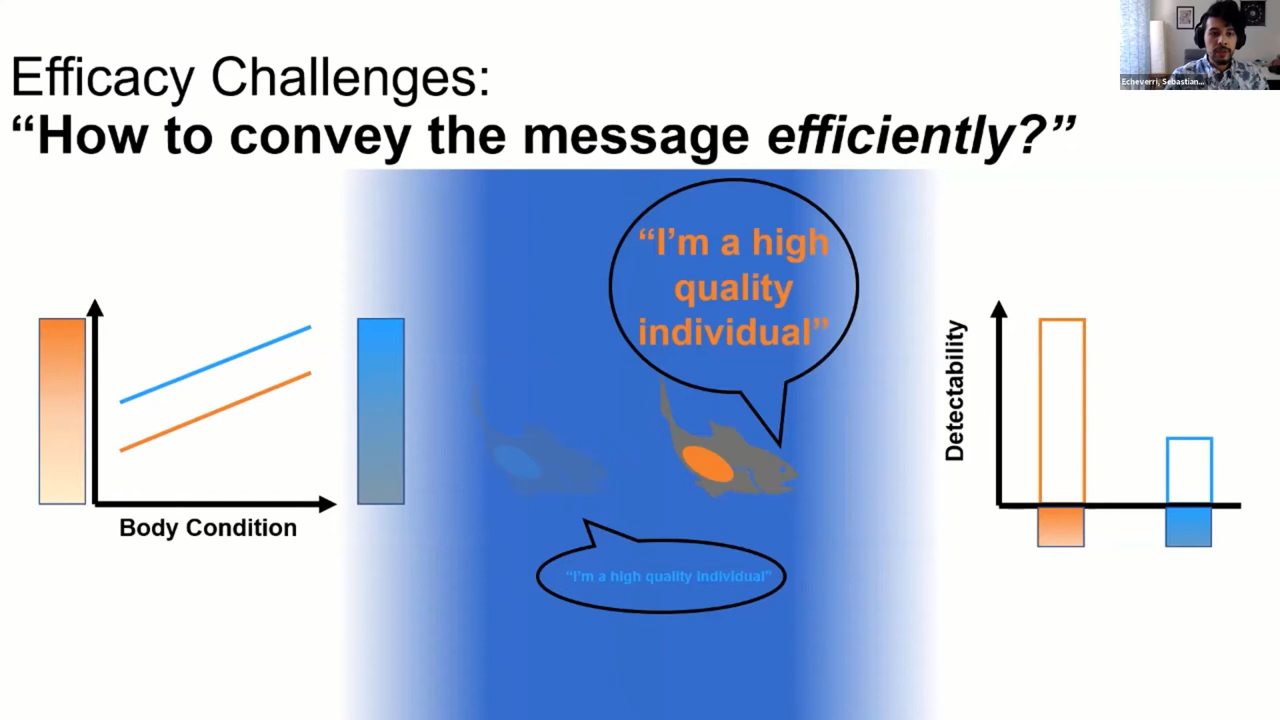 Efficacy Challenges:
“How to convey the message efficiently?”
Echeverri, Sebastian...
“I’m a high
quality
individual”
Body Condition
Detectability
“I’m a high quality individual”